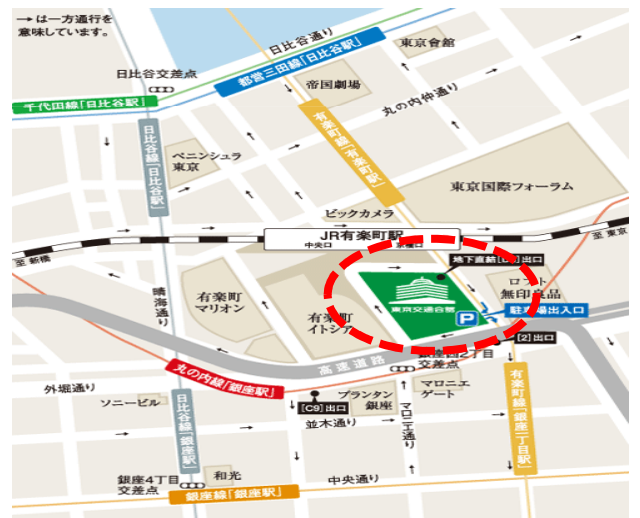 → は一方通行を
意味しています。
日比谷通り
都営三田線「日比谷駅」
東京會館
日比谷交差点
帝国劇場
千代田線「日比谷駅」
丸の内仲通り
日比谷線「日比谷駅」
有楽町線「有楽町駅」
ペニンシュラ
東京
東京国際フォーラム
ビックカメラ
JR有楽町駅
中央口
至 新橋
至 東京
地下直結
出口
晴海通り
有楽町
マリオン
有楽町
イトシア
東京交通会館
ロフト
無印良品
P
駐車場出入口
[2]出口
高速道路
交差点
外堀通り
丸の内線「銀座駅」
ソニービル
[C9]出口
並木通り
プランタン
銀座
マロニエ
ゲート
マロニエ通り
有楽町線「銀座一丁目駅」
日比谷線「銀座駅」
銀座4丁目
交差点
和光
中央通り
銀座線「銀座駅」